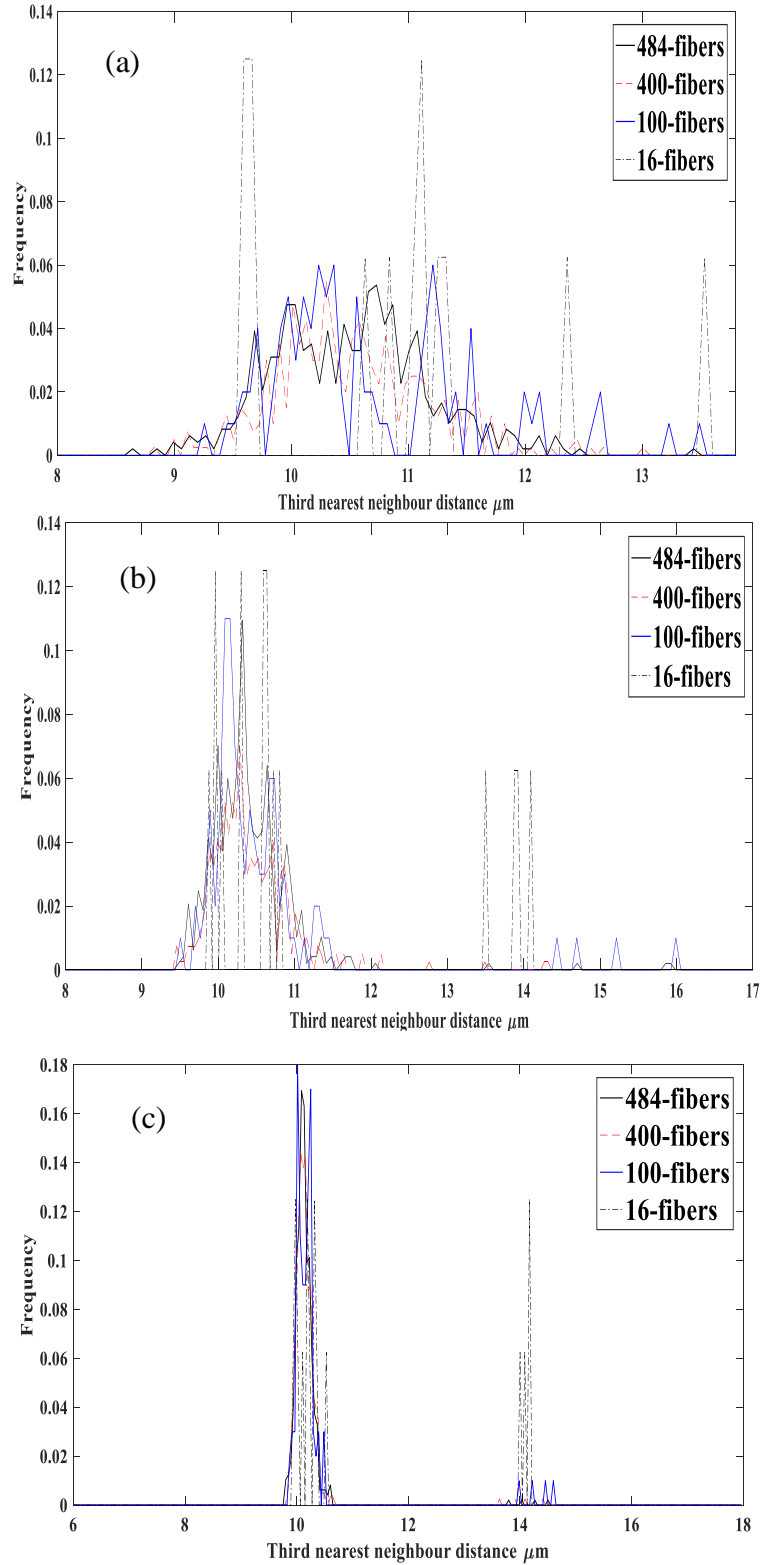 0.14
(a)
484-fibers
400-fibers
100-fibers
16-fibers
0.12
0.1
0.08
0.06
0.04
0.02
0
Frequency
8 9 10 11 12 13
Third nearest neighbour distance μm
0.14
(b)
484-fibers
400-fibers
100-fibers
16-fibers
0.12
0.1
0.08
0.06
0.04
0.02
0
Frequency
8 9 10 11 12 13 14 15 16 17
Third nearest neighbour distance μm
0.18
(c)
484-fibers
400-fibers
100-fibers
16-fibers
0.16
0.14
0.12
0.1
0.08
0.06
0.04
0.02
0
Frequency
6 8 10 12 14 16 18
Third nearest neighbour distance μm